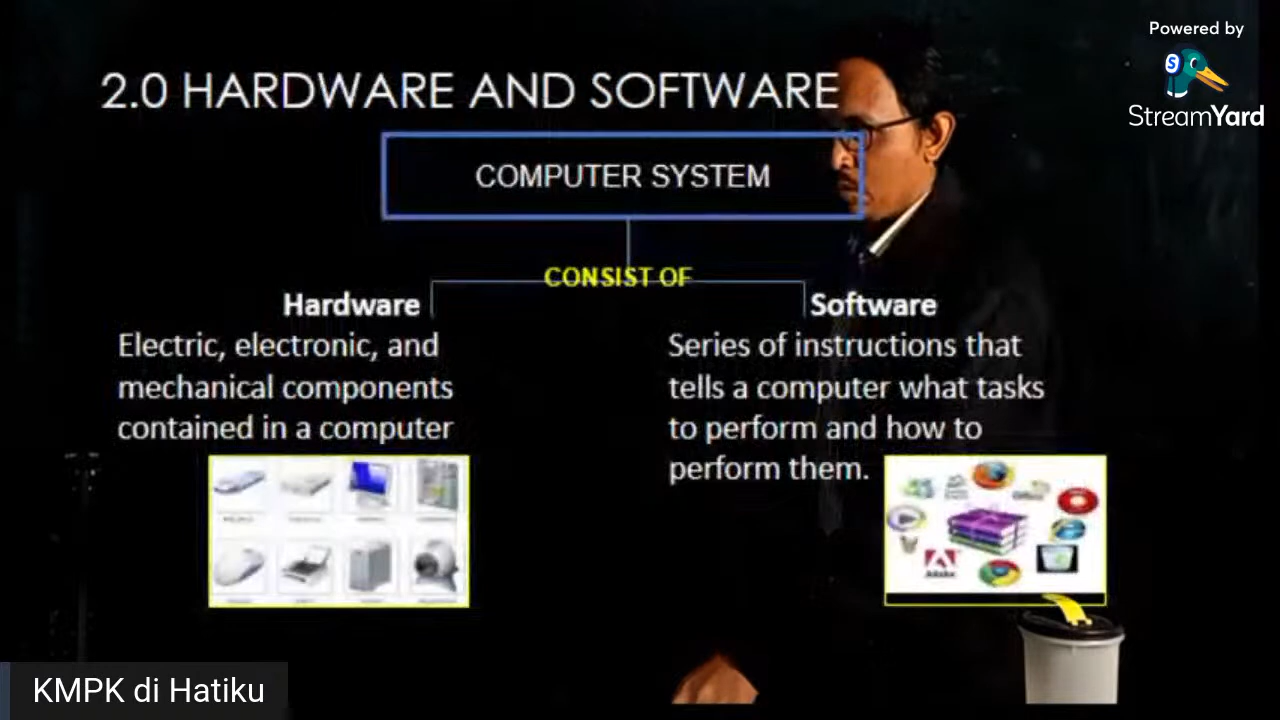 Powered by
StreamYard
2.0 HARDWARE AND SOFTWARE
COMPUTER SYSTEM
CONSIST OF
Hardware
Electric, electronic, and
mechanical components
contained in a computer
Software
Series of instructions that
tells a computer what tasks
to perform and how to
perform them.
Adobe
KMPK di Hatiku